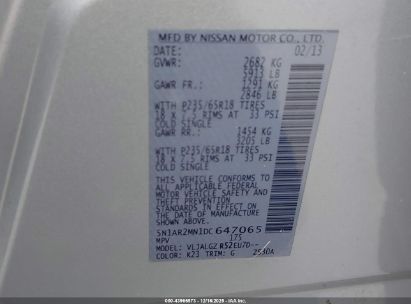 MFD BY NISSAN MOTOR CO., LTD.
DATE: 02/13
GVWR: 2682 KG
5913 LB
GAWR FR.: 1291 KG
2846 LB
WITH P235/65R18 TIRES
18 X 7.5 RIMS AT 33 PSI
COLD SINGLE
GAWR RR.: 1454 KG
3205 LB
WITH P235/65R18 TIRES
18 X 7.5 RIMS AT 33 PSI
COLD SINGLE
THIS VEHICLE CONFORMS TO
ALL APPLICABLE FEDERAL
MOTOR VEHICLE SAFETY AND
THEFT PREVENTION
STANDARDS IN EFFECT ON
THE DATE OF MANUFACTURE
SHOWN ABOVE.
5N1AR2MN1DC647065
MPV 175
MODEL: VLJALGZ R52EU7D--
COLOR: K23 TRIM: G 2530A